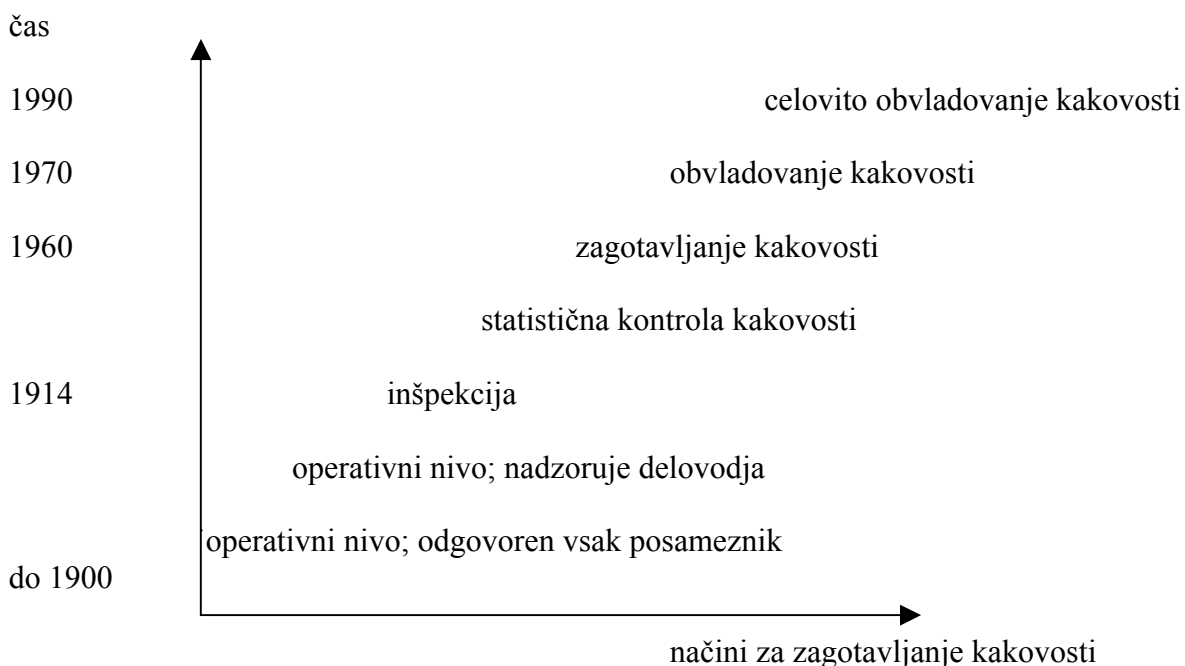 čas
1990 celovito obvladovanje kakovosti
1970 obvladovanje kakovosti
1960 zagotavljanje kakovosti
statistična kontrola kakovosti
1914 inšpekcija
operativni nivo; nadzoruje delovodja
operativni nivo; odgovoren vsak posameznik
do 1900
načini za zagotavljanje kakovosti